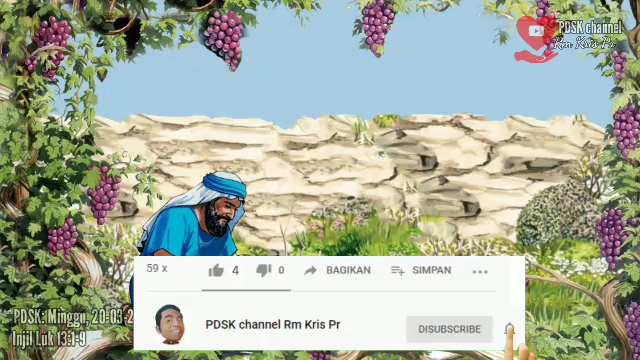 PDSK channel
Rm Kris Pr
59 x 4 0 BAGIKAN SIMPAN
PDSK channel Rm Kris Pr
DISUBSCRIBE
PDSK: Minggu, 20-03-2
Injil Luk 13:1-9